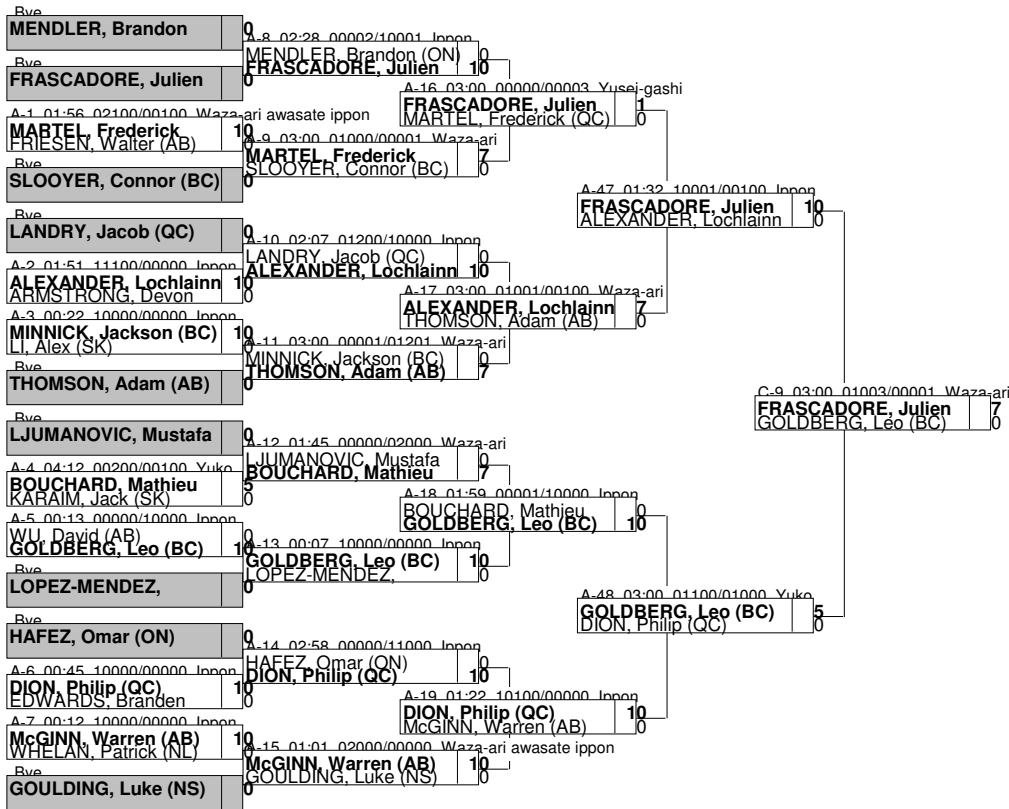 Bye
MENDLER, Brandon 0
Bye
FRASCADORE, Julien 0
A-1 01:56 02100/00100 Waza-ari awasate ippon
MARTEL, Frederick 10
FRIESEN, Walter (AB) 0
Bye
SLOOYER, Connor (BC) 0
Bye
LANDRY, Jacob (QC) 0
A-2 01:51 11100/00000 Ippon
ALEXANDER, Lochlainn 10
ARMSTRONG, Devon 0
A-3 00:22 10000/00000 Ippon
MINNICK, Jackson (BC) 10
LI, Alex (SK) 0
Bye
THOMSON, Adam (AB) 0
Bye
LJUMANOVIC, Mustafa 0
A-4 04:12 00200/00100 Yuko
BOUCHARD, Mathieu 5
KARAIM, Jack (SK) 0
A-5 00:13 00000/10000 Ippon
WU, David (AB) 0
GOLDBERG, Leo (BC) 10
Bye
LOPEZ-MENDEZ, 0
Bye
HAFEZ, Omar (ON) 0
A-6 00:45 10000/00000 Ippon
DION, Philip (QC) 10
EDWARDS, Branden 0
A-7 00:12 10000/00000 Ippon
McGINN, Warren (AB) 10
WHELAN, Patrick (NL) 0
Bye
GOULDING, Luke (NS) 0
A-8 02:28 00002/10001 Ippon
MENDLER, Brandon (ON) 0
FRASCADORE, Julien 10
A-9 03:00 01000/00001 Waza-ari
MARTEL, Frederick 7
SLOOYER, Connor (BC) 0
A-10 02:07 01200/10000 Ippon
LANDRY, Jacob (QC) 0
ALEXANDER, Lochlainn 10
A-11 03:00 00001/01201 Waza-ari
MINNICK, Jackson (BC) 0
THOMSON, Adam (AB) 7
A-12 01:45 00000/02000 Waza-ari
LJUMANOVIC, Mustafa 0
BOUCHARD, Mathieu 7
A-13 00:07 10000/00000 Ippon
GOLDBERG, Leo (BC) 10
LOPEZ-MENDEZ, 0
A-14 02:58 00000/11000 Ippon
HAFEZ, Omar (ON) 0
DION, Philip (QC) 10
A-15 01:01 02000/00000 Waza-ari awasate ippon
McGINN, Warren (AB) 10
GOULDING, Luke (NS) 0
A-16 03:00 00000/00003 Yusei-gashi
FRASCADORE, Julien 1
MARTEL, Frederick (QC) 0
A-17 03:00 01001/00100 Waza-ari
ALEXANDER, Lochlainn 7
THOMSON, Adam (AB) 0
A-18 01:59 00001/10000 Ippon
BOUCHARD, Mathieu 0
GOLDBERG, Leo (BC) 10
A-19 01:22 10100/00000 Ippon
DION, Philip (QC) 10
McGINN, Warren (AB) 0
A-47 01:32 10001/00100 Ippon
FRASCADORE, Julien 10
ALEXANDER, Lochlainn 0
A-48 03:00 01100/01000 Yuko
GOLDBERG, Leo (BC) 5
DION, Philip (QC) 0
C-9 03:00 01003/00001 Waza-ari
FRASCADORE, Julien 7
GOLDBERG, Leo (BC) 0